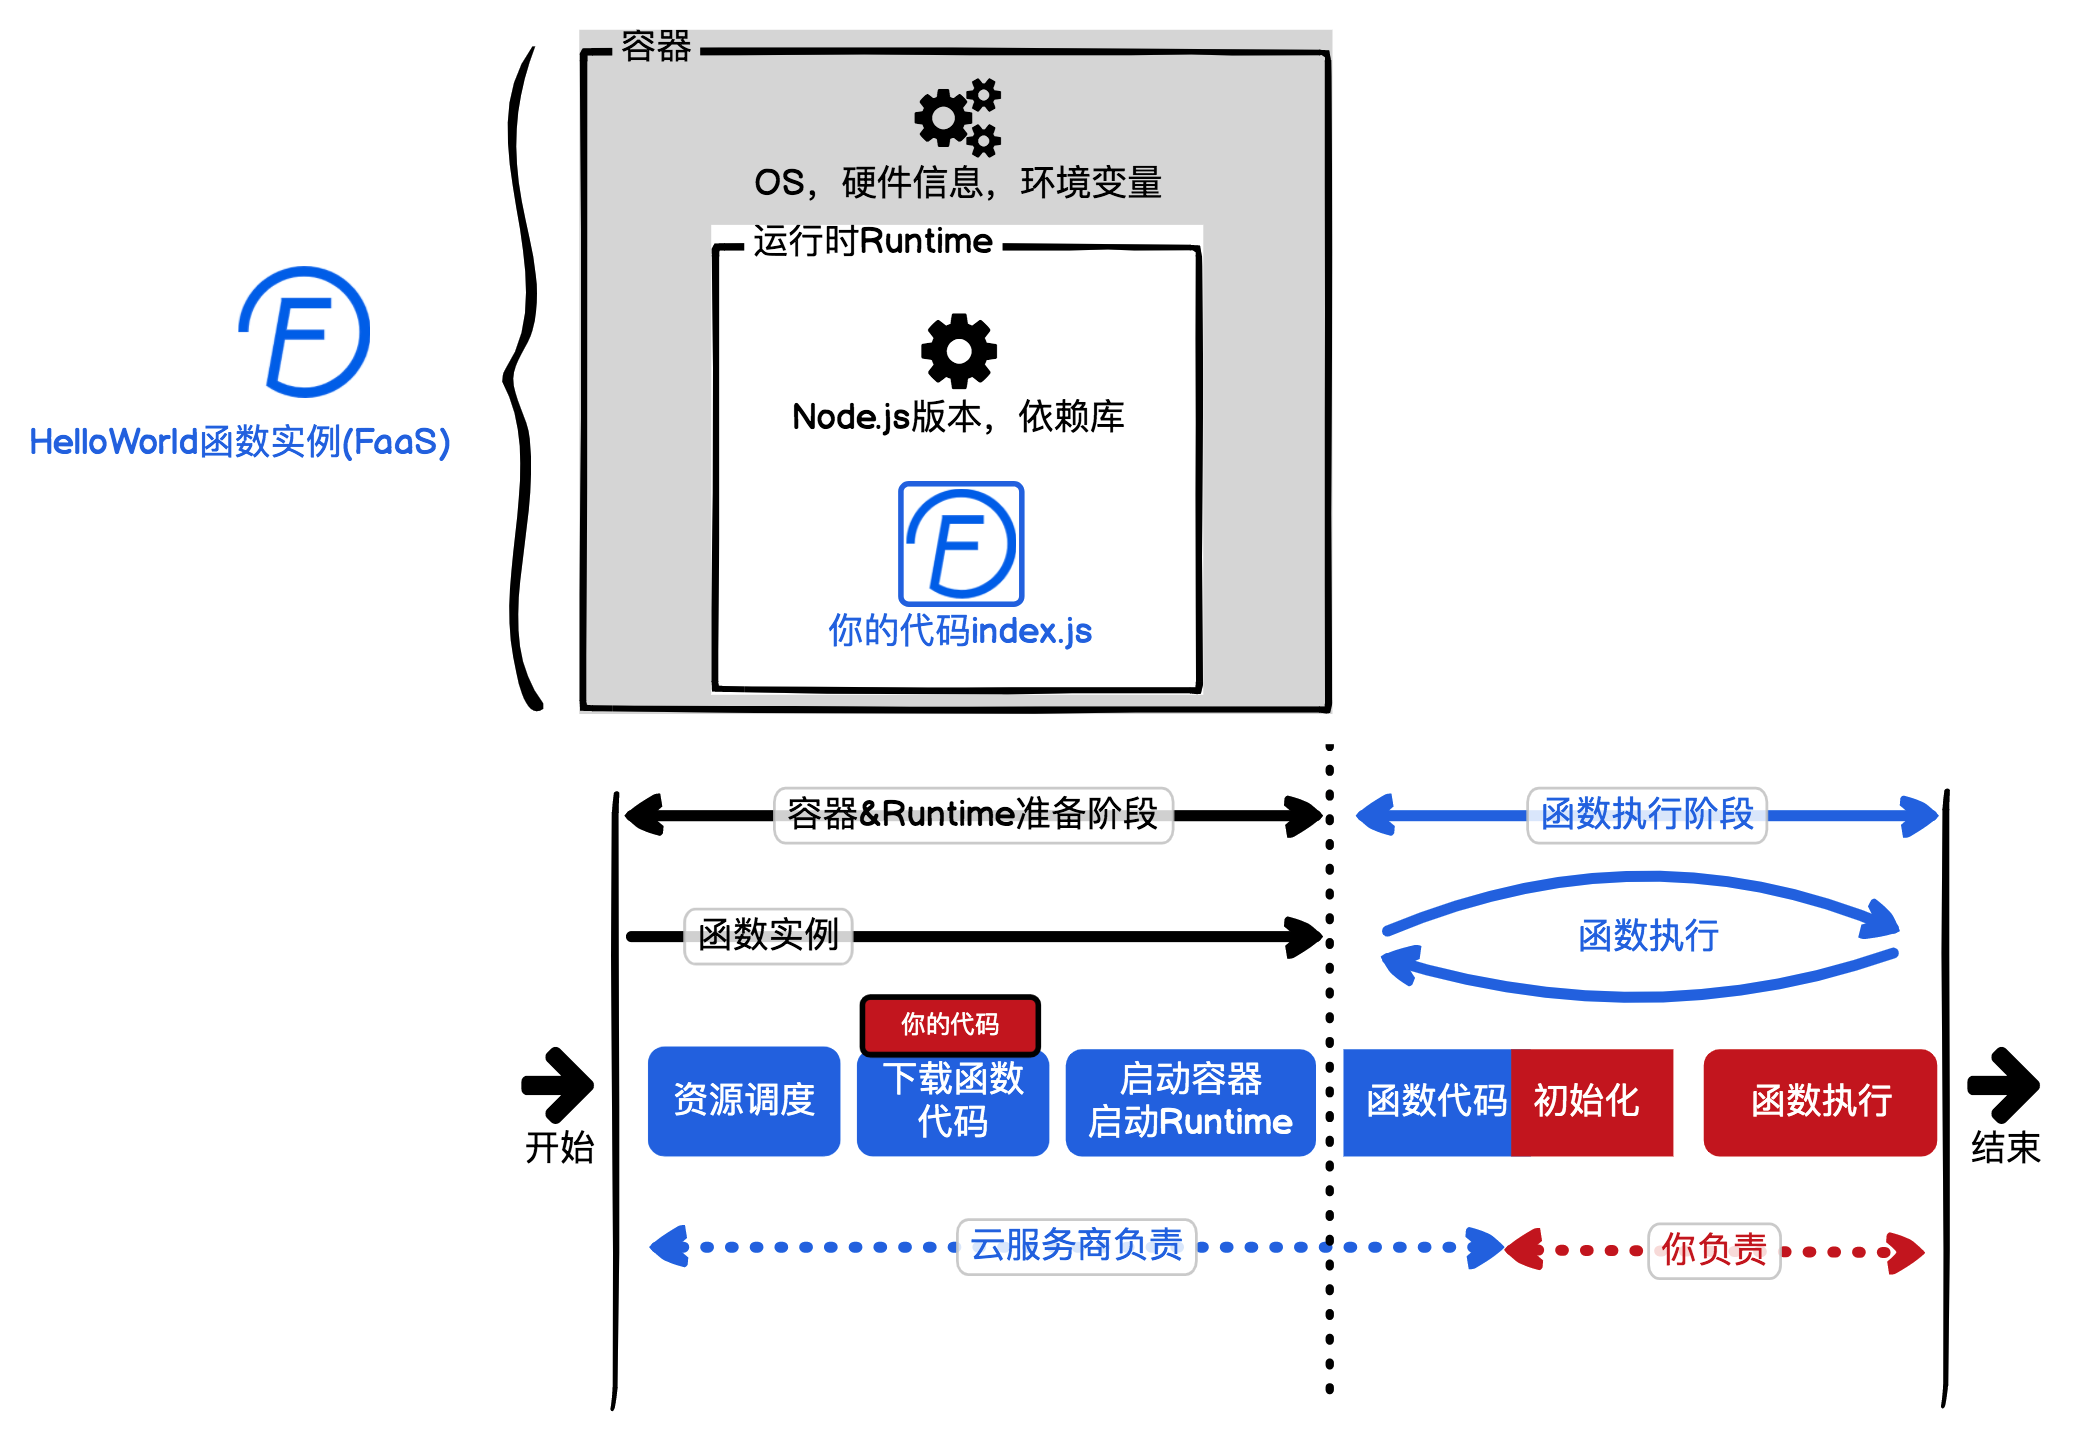 容器
OS，硬件信息，环境变量
运行时Runtime
Node.js版本，依赖库
你的代码index.js
HelloWorld函数实例(FaaS)
容器&Runtime准备阶段
函数执行阶段
函数实例
函数执行
你的代码
资源调度
下载函数
代码
启动容器
启动Runtime
函数代码 初始化
函数执行
开始
结束
云服务商负责
你负责